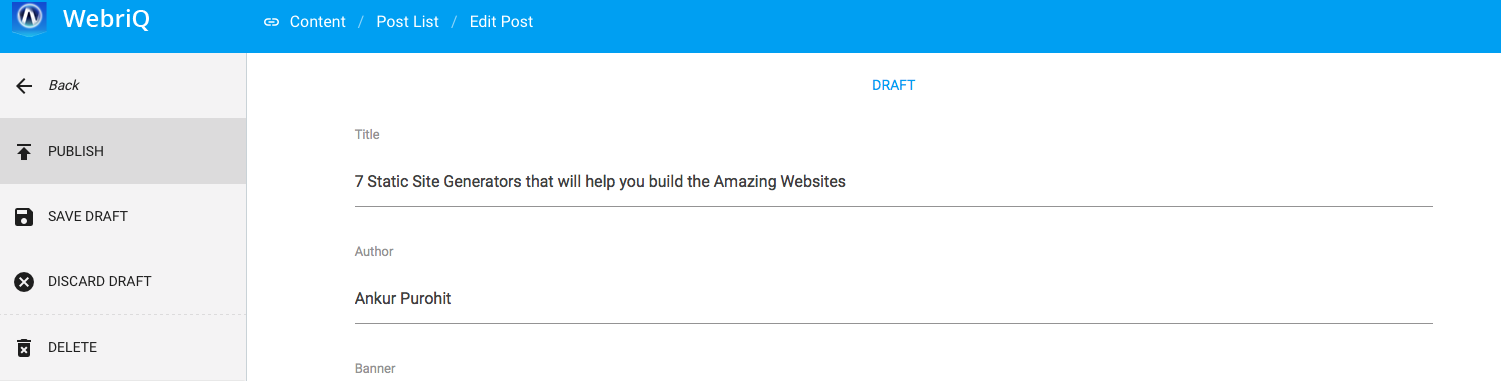 WebriQ
Content / Post List / Edit Post
Back
PUBLISH
SAVE DRAFT
DISCARD DRAFT
DELETE
DRAFT
Title
7 Static Site Generators that will help you build the Amazing Websites
Author
Ankur Purohit
Banner